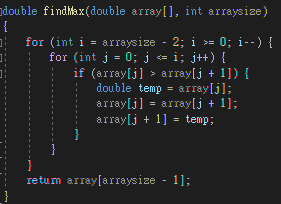 double findMax(double array[], int arraysize)
{
    for (int i = arraysize - 2; i >= 0; i--) {
        for (int j = 0; j <= i; j++) {
            if (array[j] > array[j + 1]) {
                double temp = array[j];
                array[j] = array[j + 1];
                array[j + 1] = temp;
            }
        }
    }
    return array[arraysize - 1];
}